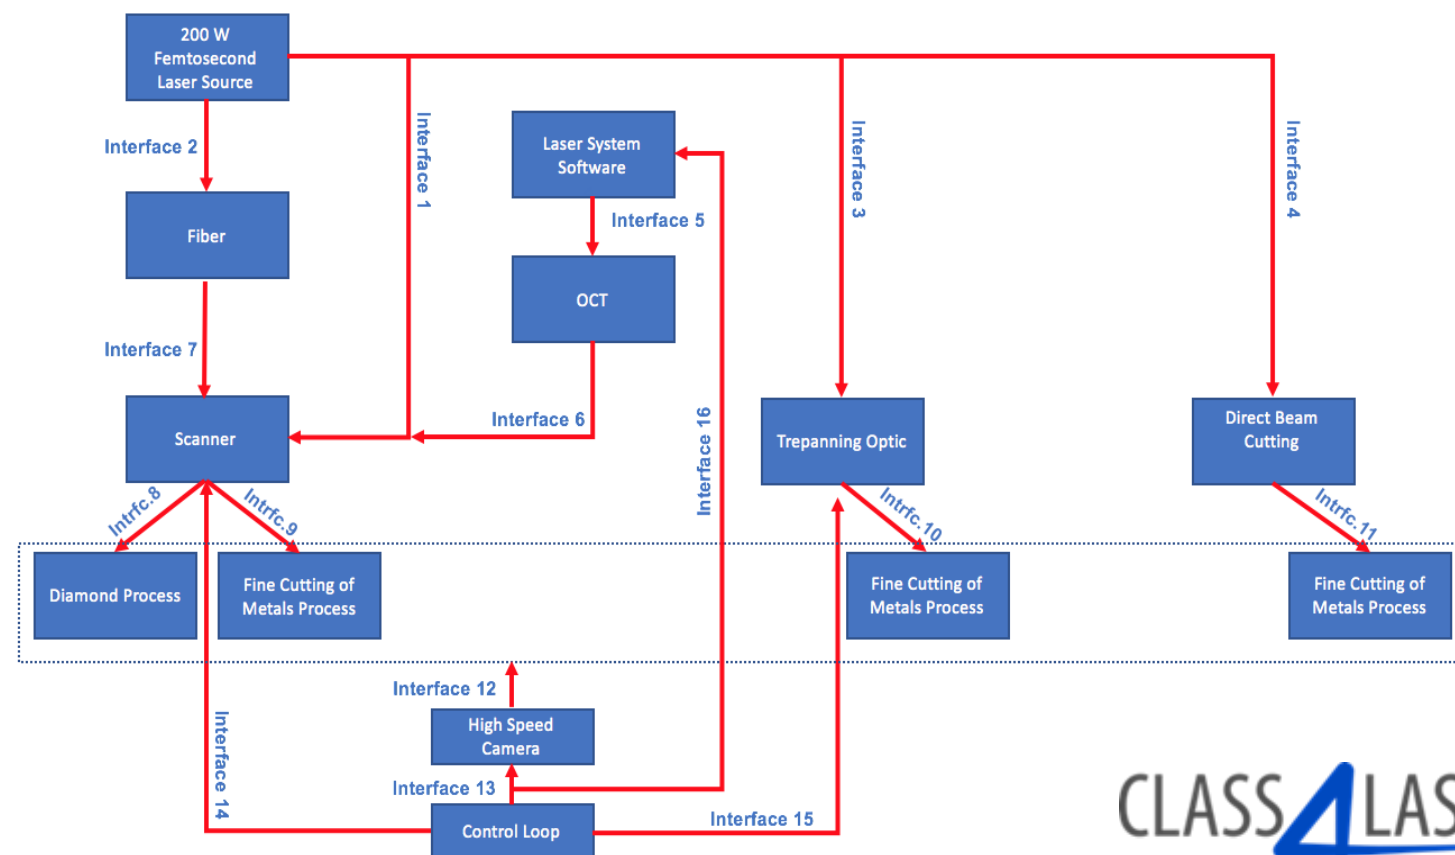 200 W
Femtosecond
Laser Source
Interface 2
Interface 1
Laser System
Software
Interface 3
Interface 4
Interface 5
Fiber
OCT
Interface 7
Interface 6
Interface 16
Scanner
Trepanning Optic
Direct Beam
Cutting
Intrfc.8
Intrfc.9
Intrfc.10
Intrfc.11
Diamond Process
Fine Cutting of
Metals Process
Fine Cutting of
Metals Process
Fine Cutting of
Metals Process
Interface 12
High Speed
Camera
Interface 14
Interface 13
Interface 15
Control Loop
CLASS4LAS